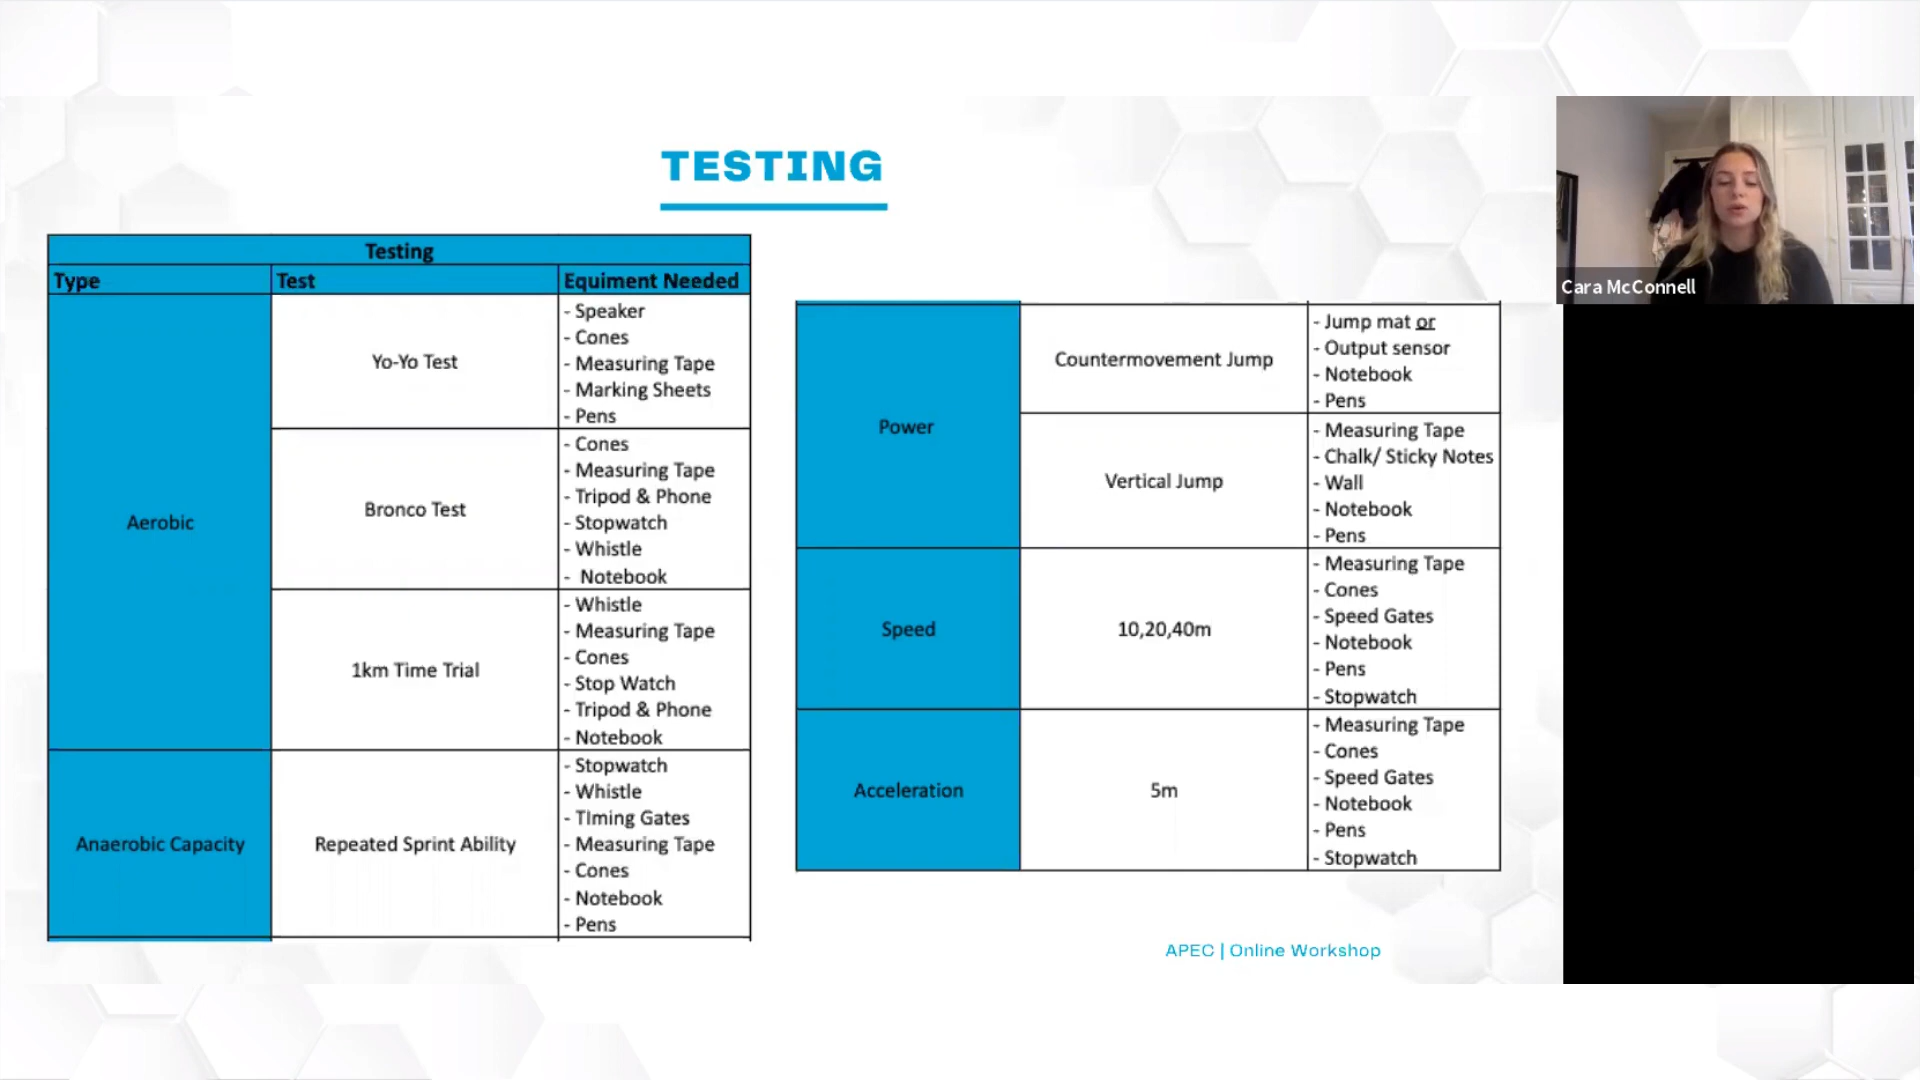 TESTING
Testing
Type Test Equiment Needed
Aerobic
Yo-Yo Test
- Speaker
- Cones
- Measuring Tape
- Marking Sheets
- Pens
Bronco Test
- Cones
- Measuring Tape
- Tripod & Phone
- Stopwatch
- Whistle
- Notebook
1km Time Trial
- Whistle
- Measuring Tape
- Cones
- Stop Watch
- Tripod & Phone
- Notebook
Anaerobic Capacity
Repeated Sprint Ability
- Stopwatch
- Whistle
- TIming Gates
- Measuring Tape
- Cones
- Notebook
- Pens
Power
Countermovement Jump
- Jump mat or
- Output sensor
- Notebook
- Pens
Vertical Jump
- Measuring Tape
- Chalk/ Sticky Notes
- Wall
- Notebook
- Pens
Speed
10,20,40m
- Measuring Tape
- Cones
- Speed Gates
- Notebook
- Pens
- Stopwatch
Acceleration
5m
- Measuring Tape
- Cones
- Speed Gates
- Notebook
- Pens
- Stopwatch
APEC | Online Workshop
Cara McConnell